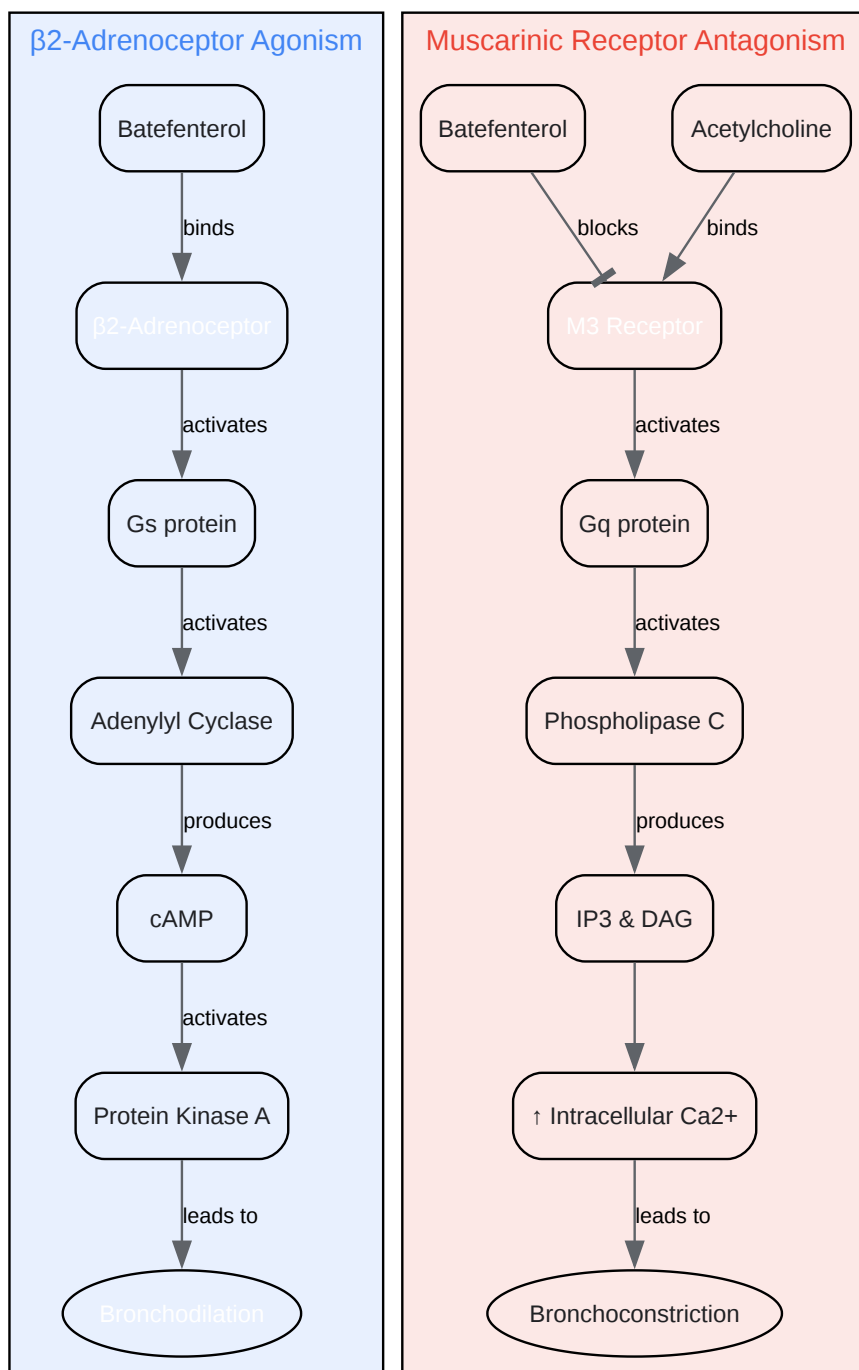 β2-Adrenoceptor Agonism
Batefenterol
binds
β2-Adrenoceptor
activates
Gs protein
activates
Adenylyl Cyclase
produces
cAMP
activates
Protein Kinase A
leads to
Bronchodilation
Muscarinic Receptor Antagonism
Batefenterol
Acetylcholine
blocks
binds
M3 Receptor
activates
Gq protein
activates
Phospholipase C
produces
IP3 & DAG
↑ Intracellular Ca2+
leads to
Bronchoconstriction